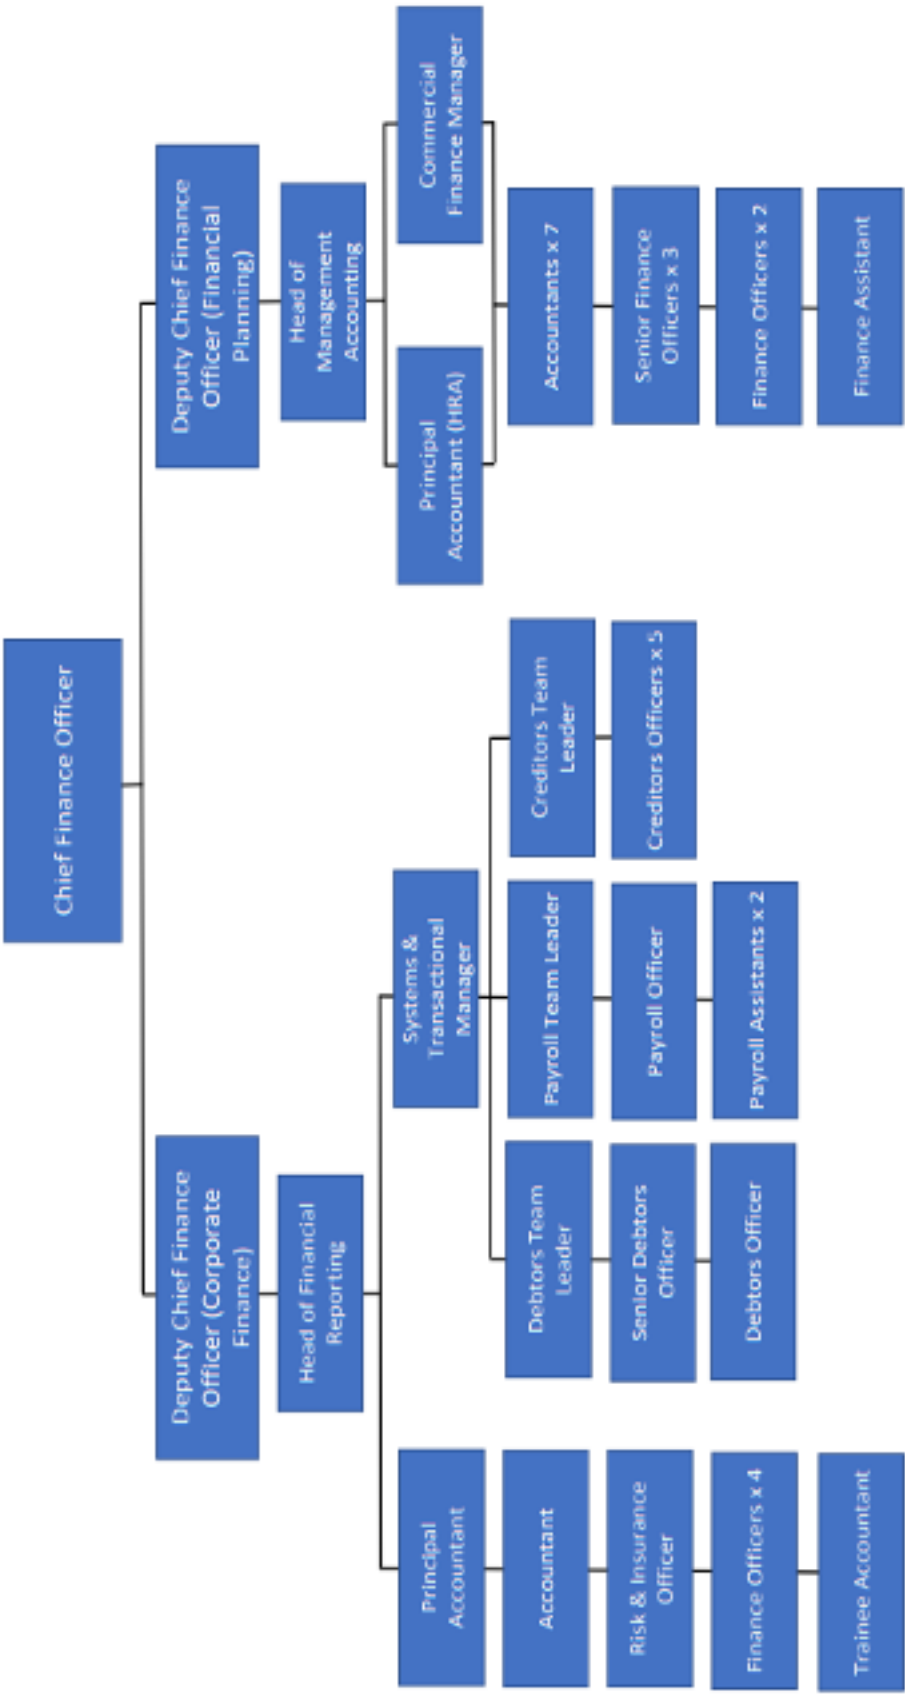 Chief Finance Officer
Deputy Chief Finance
Officer (Corporate
Finance)
Deputy Chief Finance
Officer (Financial
Planning)
Head of Financial
Reporting
Head of
Management
Accounting
Principal
Accountant
Systems &
Transactional
Manager
Principal
Accountant (HRA)
Commercial
Finance Manager
Accountant
Debtors Team
Leader
Payroll Team Leader
Creditors Team
Leader
Accountants x 7
Risk & Insurance
Officer
Senior Debtors
Officer
Payroll Officer
Creditors Officers x 5
Senior Finance
Officers x 3
Finance Officers x 4
Debtors Officer
Payroll Assistants x 2
Finance Officers x 2
Trainee Accountant
Finance Assistant